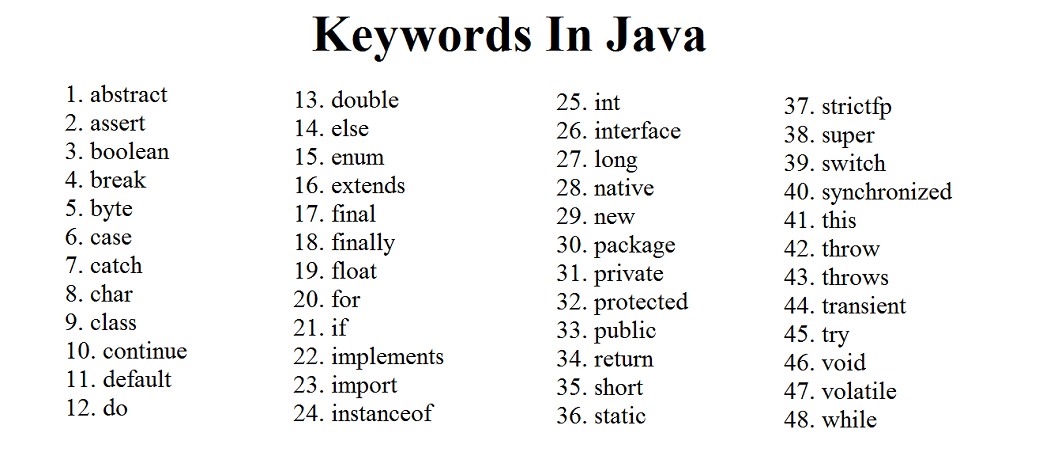 Keywords In Java
1. abstract
2. assert
3. boolean
4. break
5. byte
6. case
7. catch
8. char
9. class
10. continue
11. default
12. do
13. double
14. else
15. enum
16. extends
17. final
18. finally
19. float
20. for
21. if
22. implements
23. import
24. instanceof
25. int
26. interface
27. long
28. native
29. new
30. package
31. private
32. protected
33. public
34. return
35. short
36. static
37. strictfp
38. super
39. switch
40. synchronized
41. this
42. throw
43. throws
44. transient
45. try
46. void
47. volatile
48. while